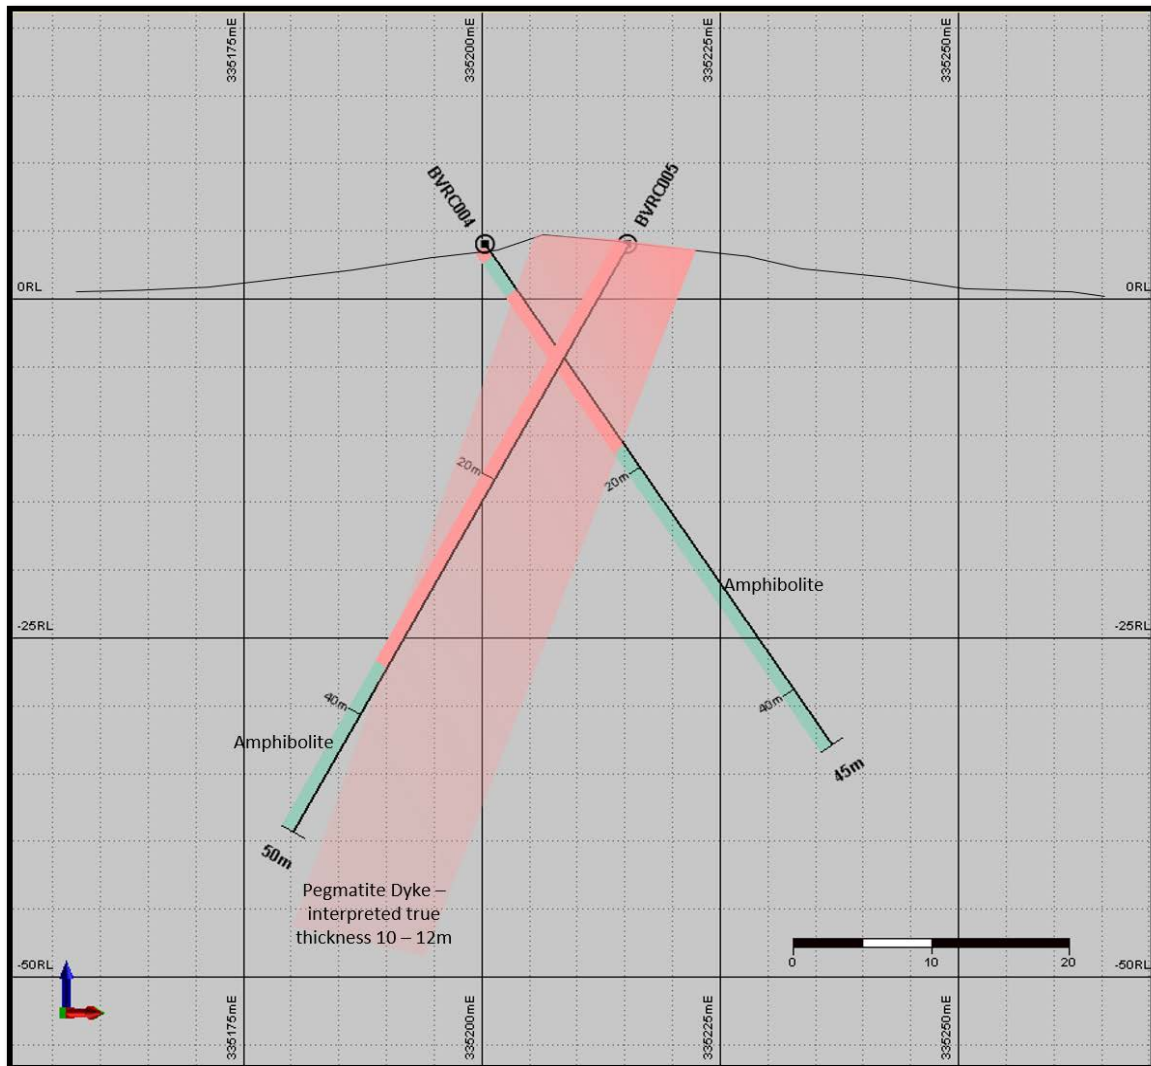 335175mE
335200mE
335225mE
335250mE
BVRC004
BVRC005
0RL
0RL
20m
20m
Amphibolite
-25RL
-25RL
40m
40m
Amphibolite
45m
50m
Pegmatite Dyke –
interpreted true
thickness 10 – 12m
0 10 20
-50RL
-50RL
335175mE
335200mE
335225mE
335250mE